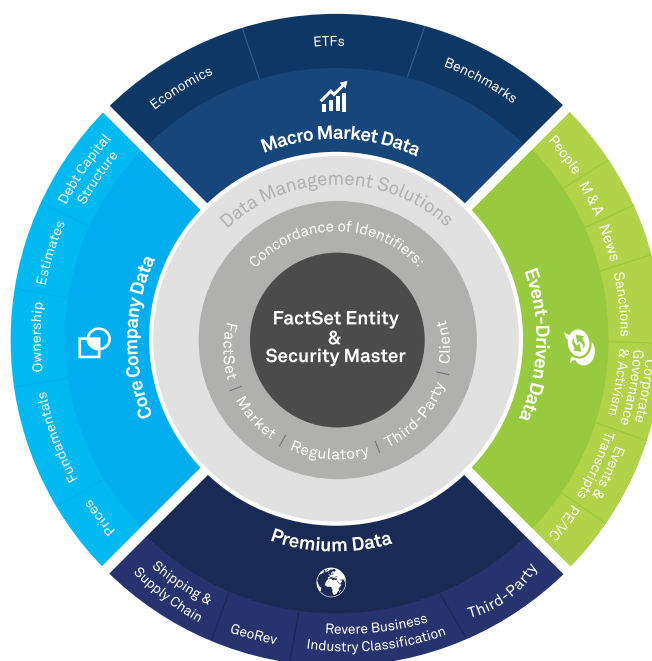 Economics
ETFs
Benchmarks
Macro Market Data
Debt Capital
Structure
Estimates
Ownership
Fundamentals
Prices
Core Company Data
Data Management Solutions
Concordance of Identifiers:
FactSet Entity
&
Security Master
FactSet | Market | Regulatory | Third-Party | Client
Event-Driven Data
People
M&A
News
Sanctions
Corporate
Governance
& Activism
Events &
Transcripts
PE/VC
Premium Data
Shipping &
Supply Chain
GeoRev
Revere Business
Industry Classification
Third-Party